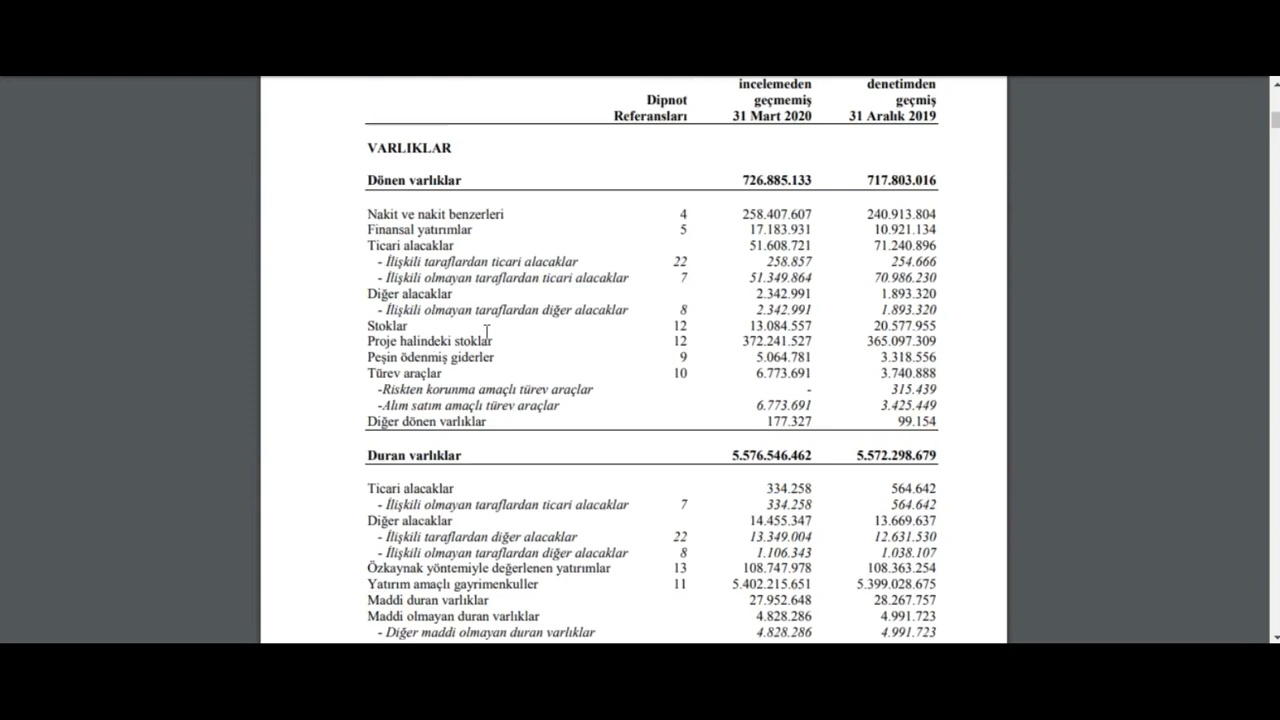 incelemeden denetimden
Dipnot geçmemiş geçmiş
Referansları 31 Mart 2020 31 Aralık 2019
VARLIKLAR
Dönen varlıklar 726.885.133 717.803.016
Nakit ve nakit benzerleri 4 258.407.607 240.913.804
Finansal yatırımlar 5 17.183.931 10.921.134
Ticari alacaklar 51.608.721 71.240.896
- İlişkili taraflardan ticari alacaklar 22 258.857 254.666
- İlişkili olmayan taraflardan ticari alacaklar 7 51.349.864 70.986.230
Diğer alacaklar 2.342.991 1.893.320
- İlişkili olmayan taraflardan diğer alacaklar 8 2.342.991 1.893.320
Stoklar 12 13.084.557 20.577.955
Proje halindeki stoklar 12 372.241.527 365.097.309
Peşin ödenmiş giderler 9 5.064.781 3.318.556
Türev araçlar 10 6.773.691 3.740.888
-Riskten korunma amaçlı türev araçlar - 315.439
-Alım satım amaçlı türev araçlar 6.773.691 3.425.449
Diğer dönen varlıklar 177.327 99.154
Duran varlıklar 5.576.546.462 5.572.298.679
Ticari alacaklar 334.258 564.642
- İlişkili olmayan taraflardan ticari alacaklar 7 334.258 564.642
Diğer alacaklar 14.455.347 13.669.637
- İlişkili taraflardan diğer alacaklar 22 13.349.004 12.631.530
- İlişkili olmayan taraflardan diğer alacaklar 8 1.106.343 1.038.107
Özkaynak yöntemiyle değerlenen yatırımlar 13 108.747.978 108.363.254
Yatırım amaçlı gayrimenkuller 11 5.402.215.651 5.399.028.675
Maddi duran varlıklar 27.952.648 28.267.757
Maddi olmayan duran varlıklar 4.828.286 4.991.723
- Diğer maddi olmayan duran varlıklar 4.828.286 4.991.723